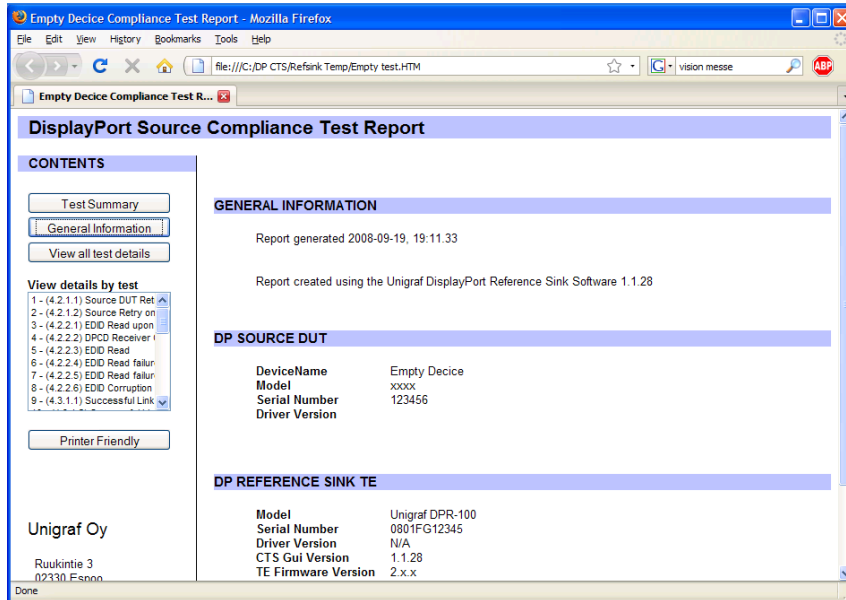 Empty Decice Compliance Test Report - Mozilla Firefox
File Edit View History Bookmarks Tools Help
file:///C:/DP CTS/Refsink Temp/Empty test.HTM
G vision messe
ABP
Empty Decice Compliance Test R...
DisplayPort Source Compliance Test Report
CONTENTS
Test Summary
General Information
View all test details
View details by test
1 - (4.2.1.1) Source DUT Ret
2 - (4.2.1.2) Source Retry on
3 - (4.2.2.1) EDID Read upon
4 - (4.2.2.2) DPCD Receiver
5 - (4.2.2.3) EDID Read
6 - (4.2.2.4) EDID Read failur
7 - (4.2.2.5) EDID Read failur
8 - (4.2.2.6) EDID Corruption
9 - (4.3.1.1) Successful Link
Printer Friendly
Unigraf Oy
Ruukintie 3
02330 Espoo
GENERAL INFORMATION
Report generated 2008-09-19, 19:11.33
Report created using the Unigraf DisplayPort Reference Sink Software 1.1.28
DP SOURCE DUT
DeviceName Empty Decice
Model xxxx
Serial Number 123456
Driver Version
DP REFERENCE SINK TE
Model Unigraf DPR-100
Serial Number 0801FG12345
Driver Version N/A
CTS Gui Version 1.1.28
TE Firmware Version 2.x.x
Done